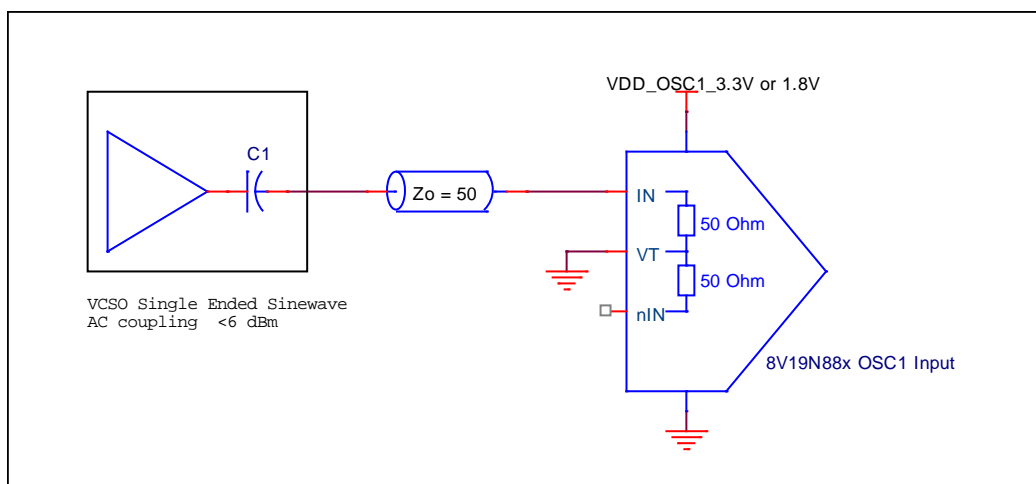 VDD_OSC1_3.3V or 1.8V
C1
Zo = 50
IN
50 Ohm
VT
50 Ohm
nIN
VCSO Single Ended Sinewave
AC coupling <6 dBm
8V19N88x OSC1 Input